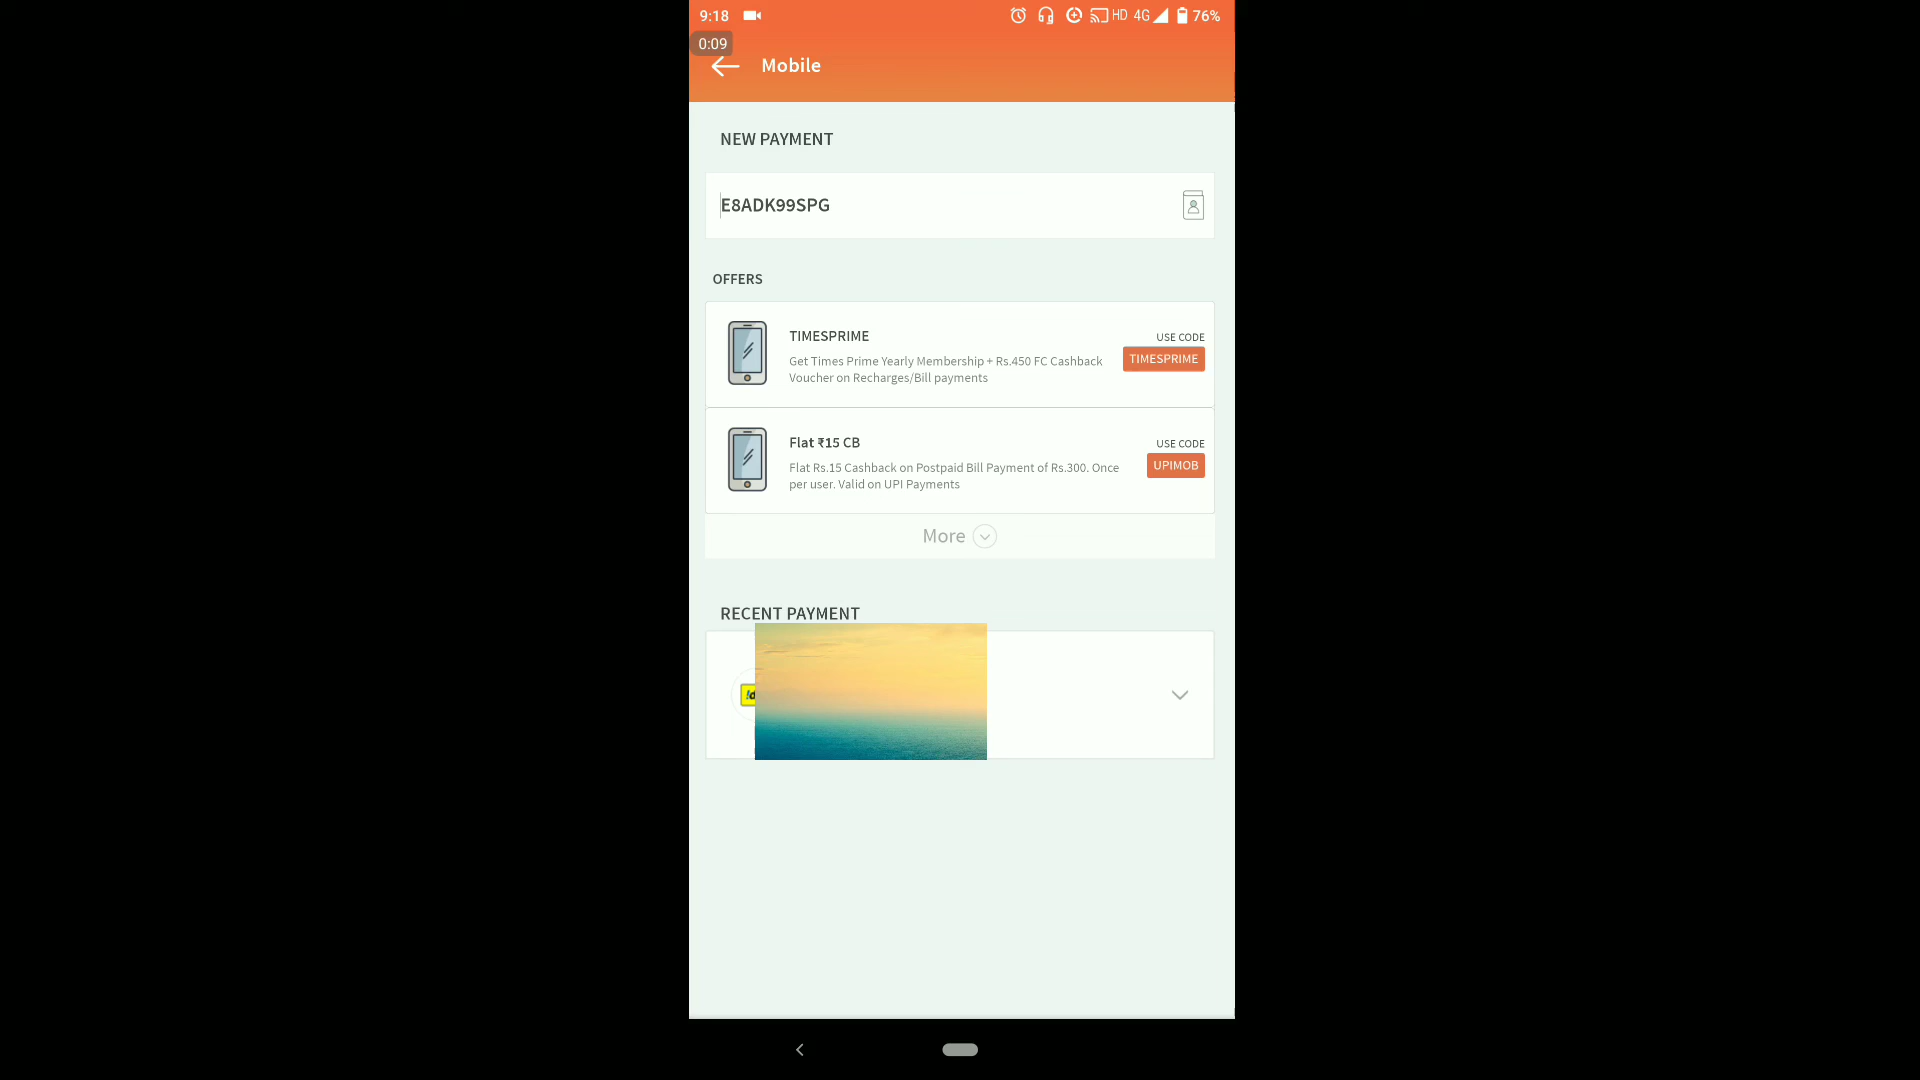 9:18 HD 4G 76%
0:09
Mobile
NEW PAYMENT
E8ADK99SPG
OFFERS
TIMESPRIME
USE CODE
Get Times Prime Yearly Membership + Rs.450 FC Cashback
TIMESPRIME
Voucher on Recharges/Bill payments
Flat ₹15 CB
USE CODE
Flat Rs.15 Cashback on Postpaid Bill Payment of Rs.300. Once
UPIMOB
per user. Valid on UPI Payments
More
RECENT PAYMENT